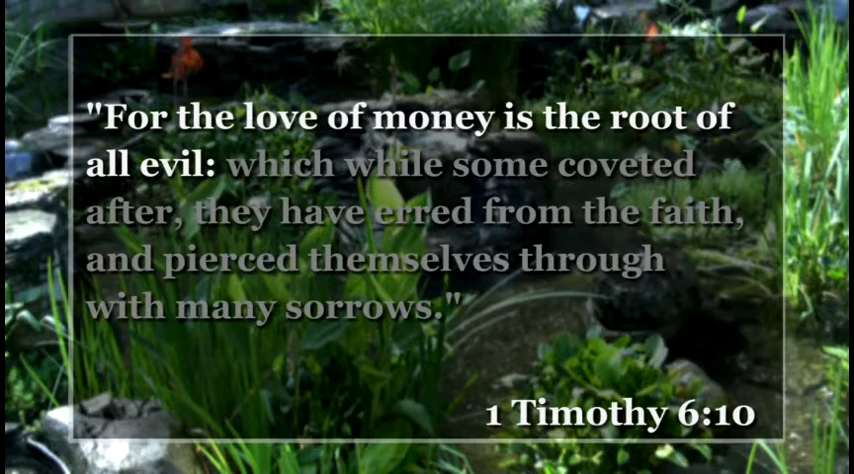 "For the love of money is the root of
all evil: which while some coveted
after, they have erred from the faith,
and pierced themselves through
with many sorrows."
1 Timothy 6:10